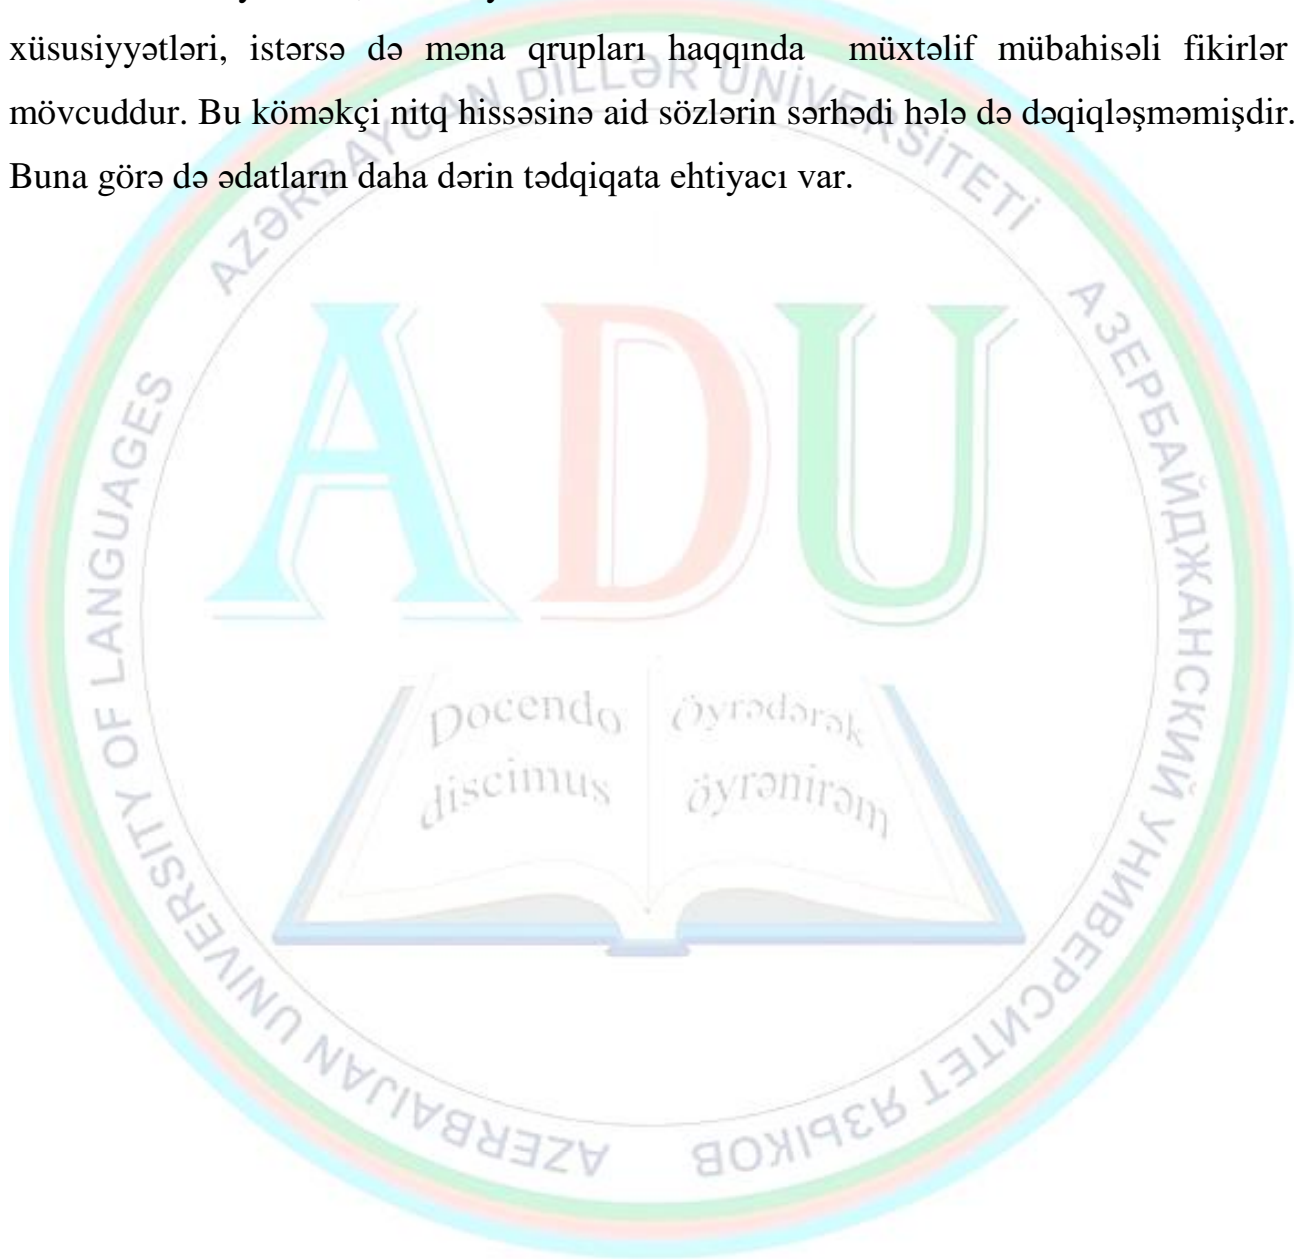 xüsusiyyətləri, istərsə də məna qrupları haqqında müxtəlif mübahisəli fikirlər
mövcuddur. Bu köməkçi nitq hissəsinə aid sözlərin sərhədi hələ də dəqiqləşməmişdir.
Buna görə də ədatların daha dərin tədqiqata ehtiyacı var.
AZƏRBAYCAN DİLLƏR UNİVERSİTETİ
АЗЕРБАЙДЖАНСКИЙ УНИВЕРСИТЕТ ЯЗЫКОВ
AZERBAIJAN UNIVERSITY OF LANGUAGES
ADU
Docendo
discimus
Öyrədərək
öyrənirəm